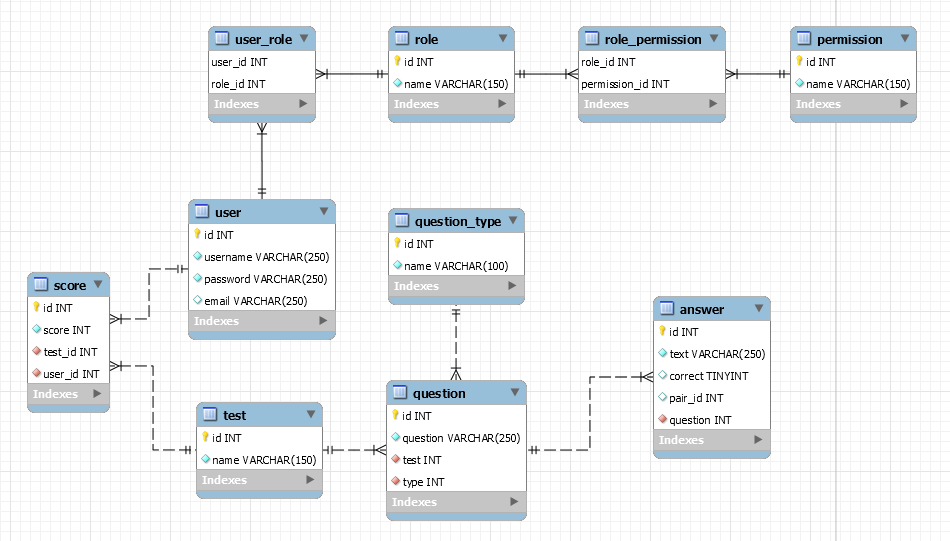 user_role
user_id INT
role_id INT
Indexes
role
id INT
name VARCHAR(150)
Indexes
role_permission
role_id INT
permission_id INT
Indexes
permission
id INT
name VARCHAR(150)
Indexes
user
id INT
username VARCHAR(250)
password VARCHAR(250)
email VARCHAR(250)
Indexes
question_type
id INT
name VARCHAR(100)
Indexes
score
id INT
score INT
test_id INT
user_id INT
Indexes
answer
id INT
text VARCHAR(250)
correct TINYINT
pair_id INT
question INT
Indexes
test
id INT
name VARCHAR(150)
Indexes
question
id INT
question VARCHAR(250)
test INT
type INT
Indexes